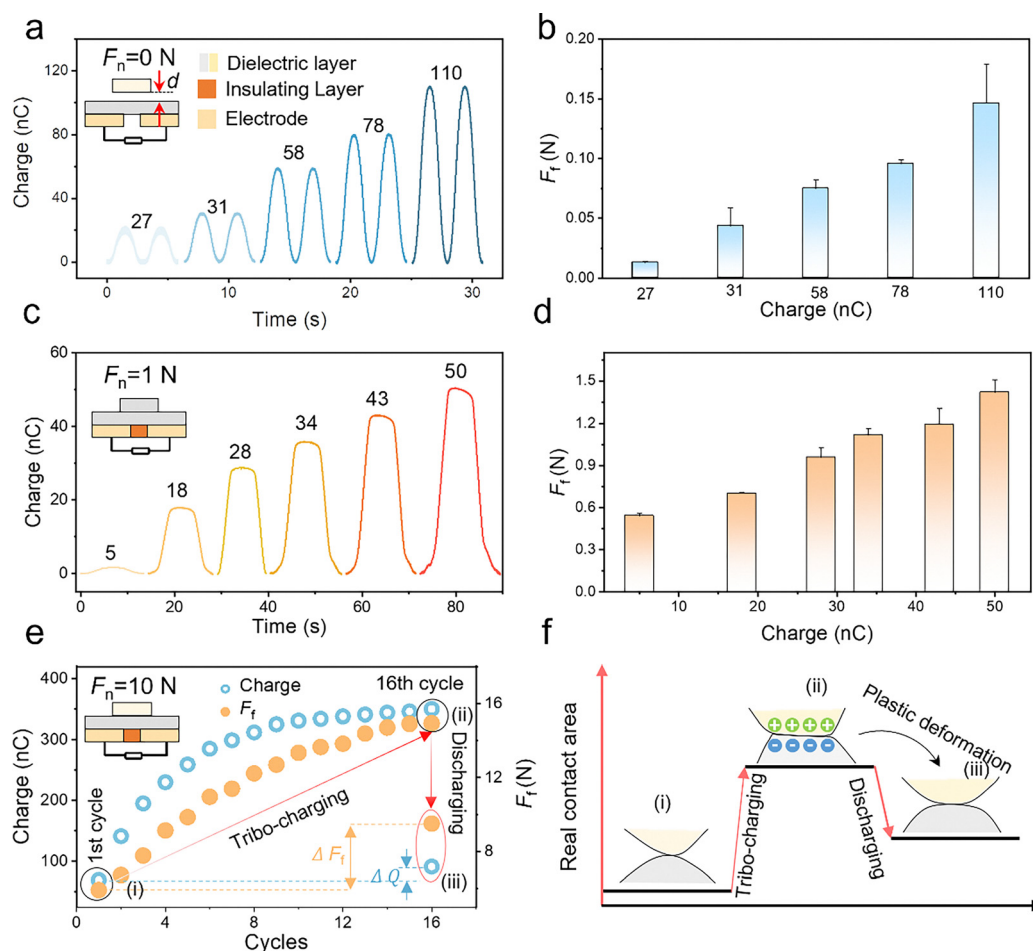 a
Fn=0 N
d
Dielectric layer
Insulating Layer
Electrode
27
31
58
78
110
120
80
40
0
Charge (nC)
0
10
20
30
Time (s)
b
0.20
0.15
0.10
0.05
0.00
Ff (N)
27
31
58
78
110
Charge (nC)
c
Fn=1 N
5
18
28
34
43
50
60
40
20
0
Charge (nC)
0
20
40
60
80
Time (s)
d
1.5
1.2
0.9
0.6
0.3
0.0
Ff (N)
10
20
30
40
50
Charge (nC)
e
Fn=10 N
Charge
Ff
16th cycle
(ii)
1st cycle
(i)
Tribo-charging
Discharging
Δ Ff
Δ Q
(iii)
400
350
300
250
200
150
100
50
0
Charge (nC)
16
14
12
10
8
Ff (N)
0
4
8
12
16
Cycles
f
Real contact area
(i)
Tribo-charging
(ii)
Plastic deformation
Discharging
(iii)